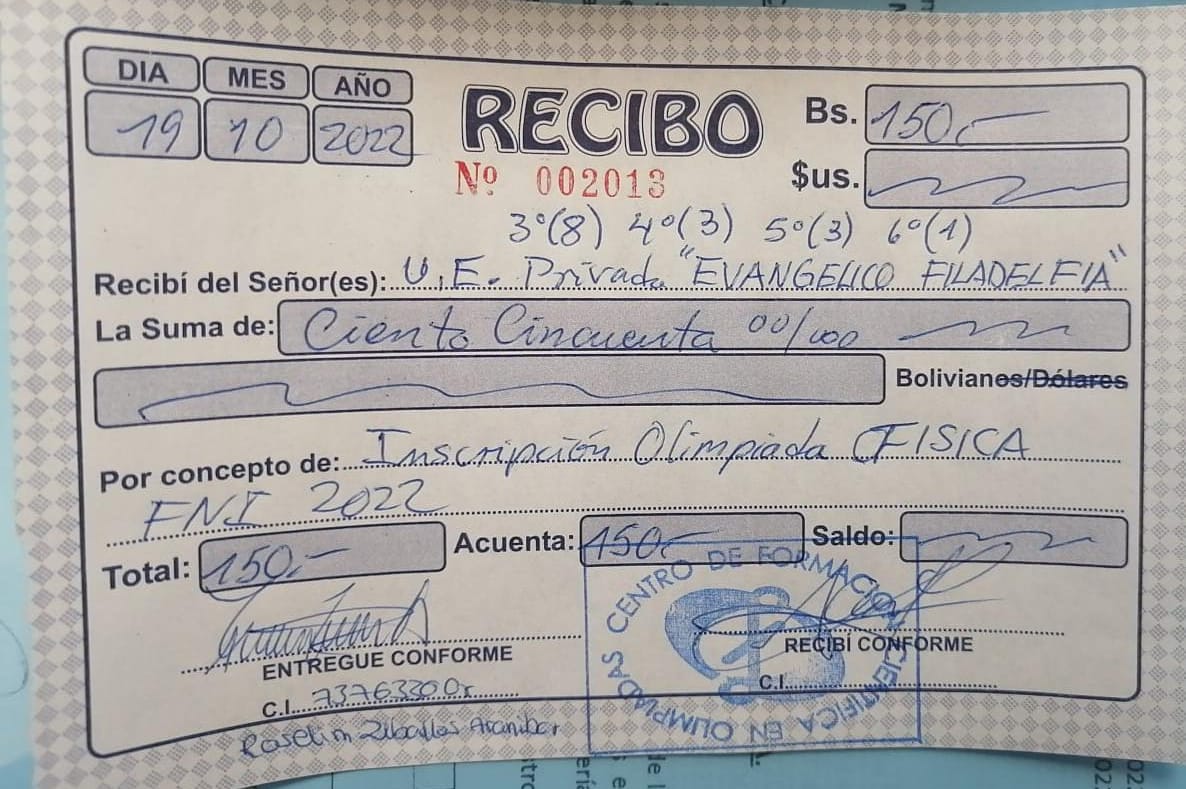 DIA MES AÑO
19 10 2022
RECIBO
Nº 002013
Bs. 150.-
$us.
3°(8) 4°(3) 5°(3) 6°(1)
Recibí del Señor(es): U.E. Privada "EVANGELICO FILADELFIA"
La Suma de: Ciento Cincuenta 00/100
Bolivianos/Dólares
Por concepto de: Inscripción Olimpiada FISICA
FNI 2022
Total: 150.- Acuenta: 150.- Saldo:
ENTREGUE CONFORME
C.I. 7376330 Or
Roselin Zeballos Aranibar
RECIBÍ CONFORME
C.I.
CENTRO DE FORMACION CIENTIFICA EN OLIMPIADAS